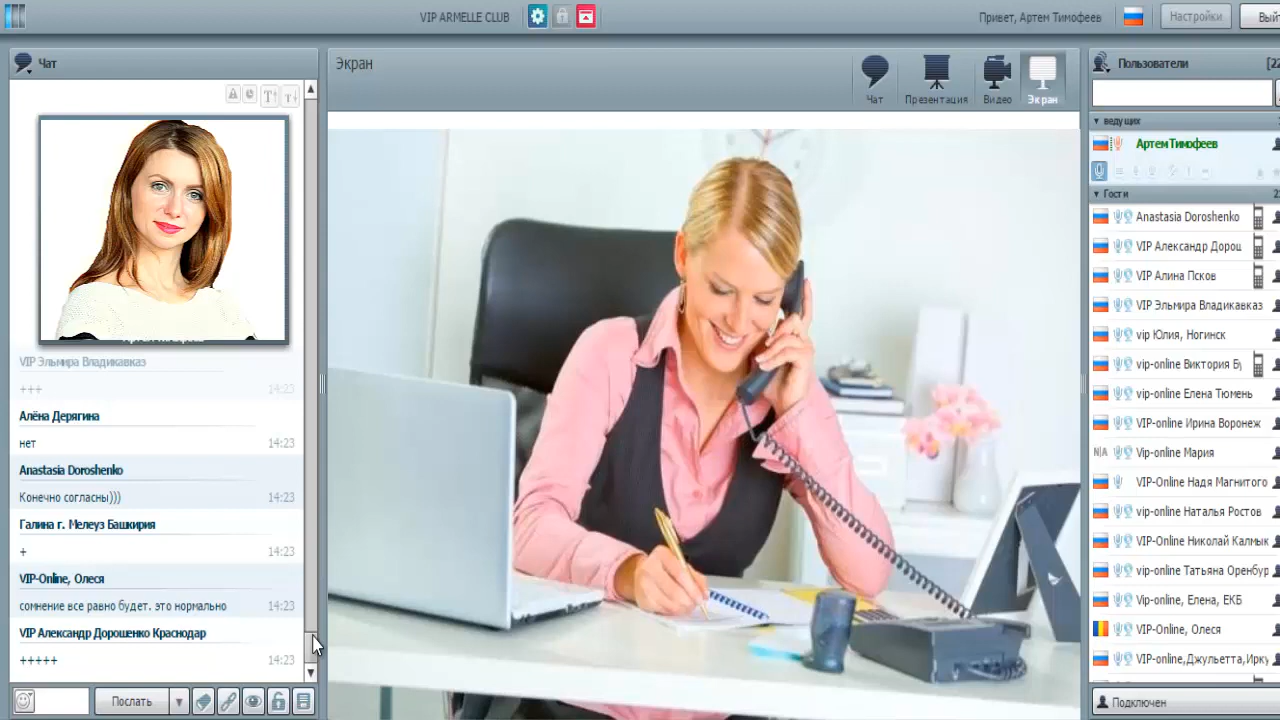 VIP ARMELLE CLUB
Привет, Артем Тимофеев
Настройки
Вый
Чат
VIP Эльмира Владикавказ
+++
14:23
Алёна Дерягина
нет
14:23
Anastasia Doroshenko
Конечно согласны)))
14:23
Галина г. Мелеуз Башкирия
+
14:23
VIP-Online, Олеся
сомнение все равно будет. это нормально
14:23
VIP Александр Дорошенко Краснодар
+++++
14:23
Послать
Экран
Чат
Презентация
Видео
Экран
Пользователи
[22
ведущих
Артем Тимофеев
Гости
Anastasia Doroshenko
VIP Александр Дорош
VIP Алина Псков
VIP Эльмира Владикавказ
vip Юлия, Ногинск
vip-online Виктория Бу
vip-online Елена Тюмень
VIP-online Ирина Воронеж
N/A Vip-online Мария
VIP-Online Надя Магнитого
vip-online Наталья Ростов
VIP-Online Николай Калмык
vip-online Татьяна Оренбур
Vip-online, Елена, ЕКБ
VIP-Online, Олеся
VIP-online,Джульетта,Ирку
Подключен